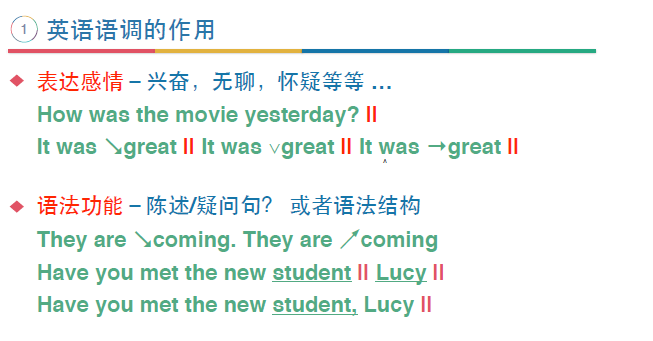 1 英语语调的作用
表达感情 – 兴奋，无聊，怀疑等等 ...
How was the movie yesterday? II
It was ↘great II It was ∨great II It was →great II
^
语法功能 – 陈述/疑问句？ 或者语法结构
They are ↘coming. They are ↗coming
Have you met the new student II Lucy II
Have you met the new student, Lucy II